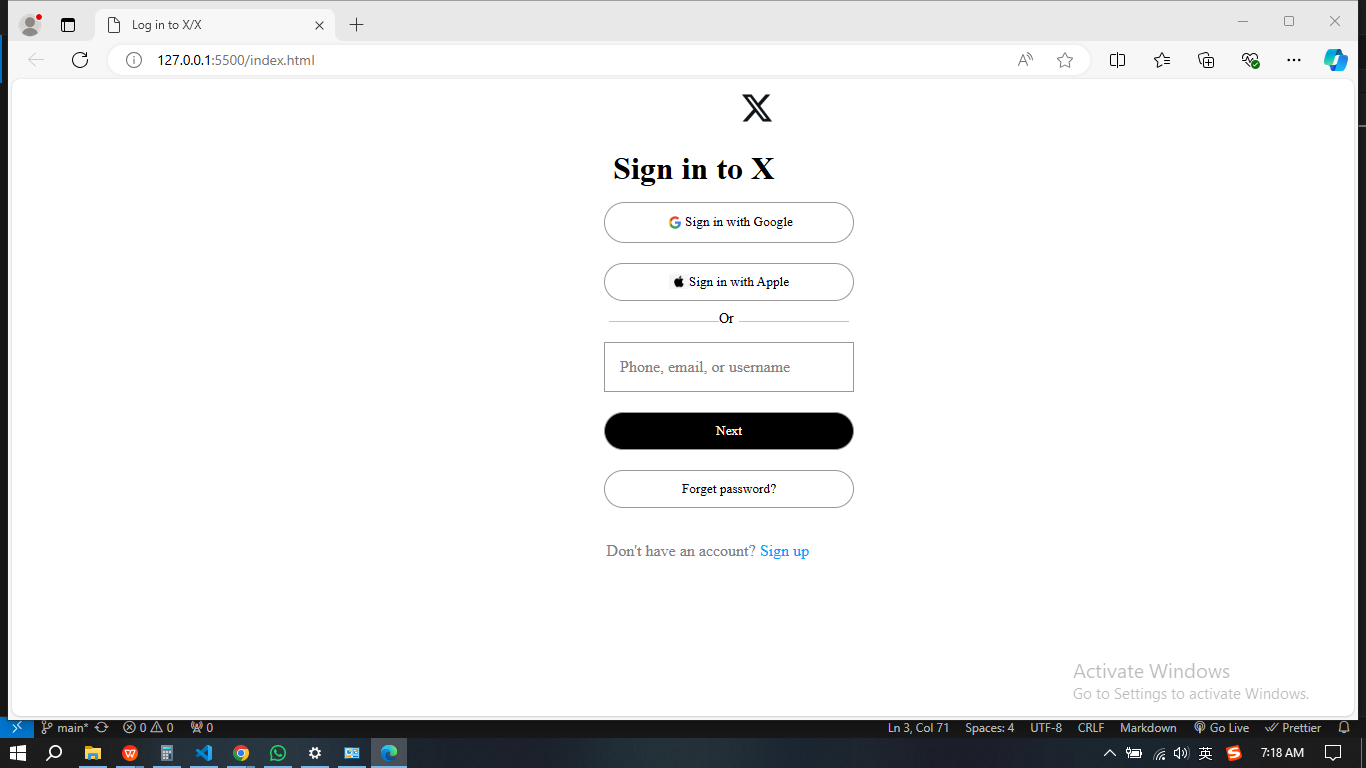 Log in to X/X
127.0.0.1:5500/index.html
X
Sign in to X
Sign in with Google
Sign in with Apple
Or
Phone, email, or username
Next
Forget password?
Don't have an account? Sign up
Activate Windows
Go to Settings to activate Windows.
main* 0 0 0 Ln 3, Col 71 Spaces: 4 UTF-8 CRLF Markdown Go Live Prettier
英 7:18 AM